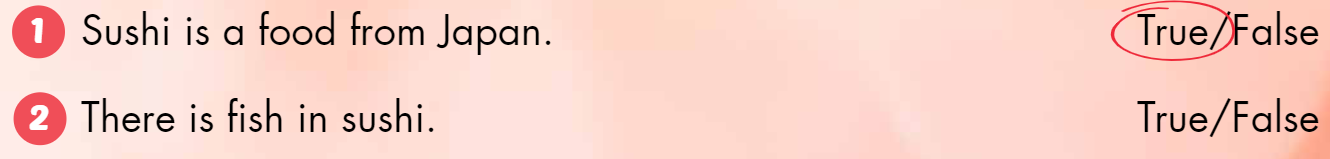 1 Sushi is a food from Japan. True/False
2 There is fish in sushi. True/False